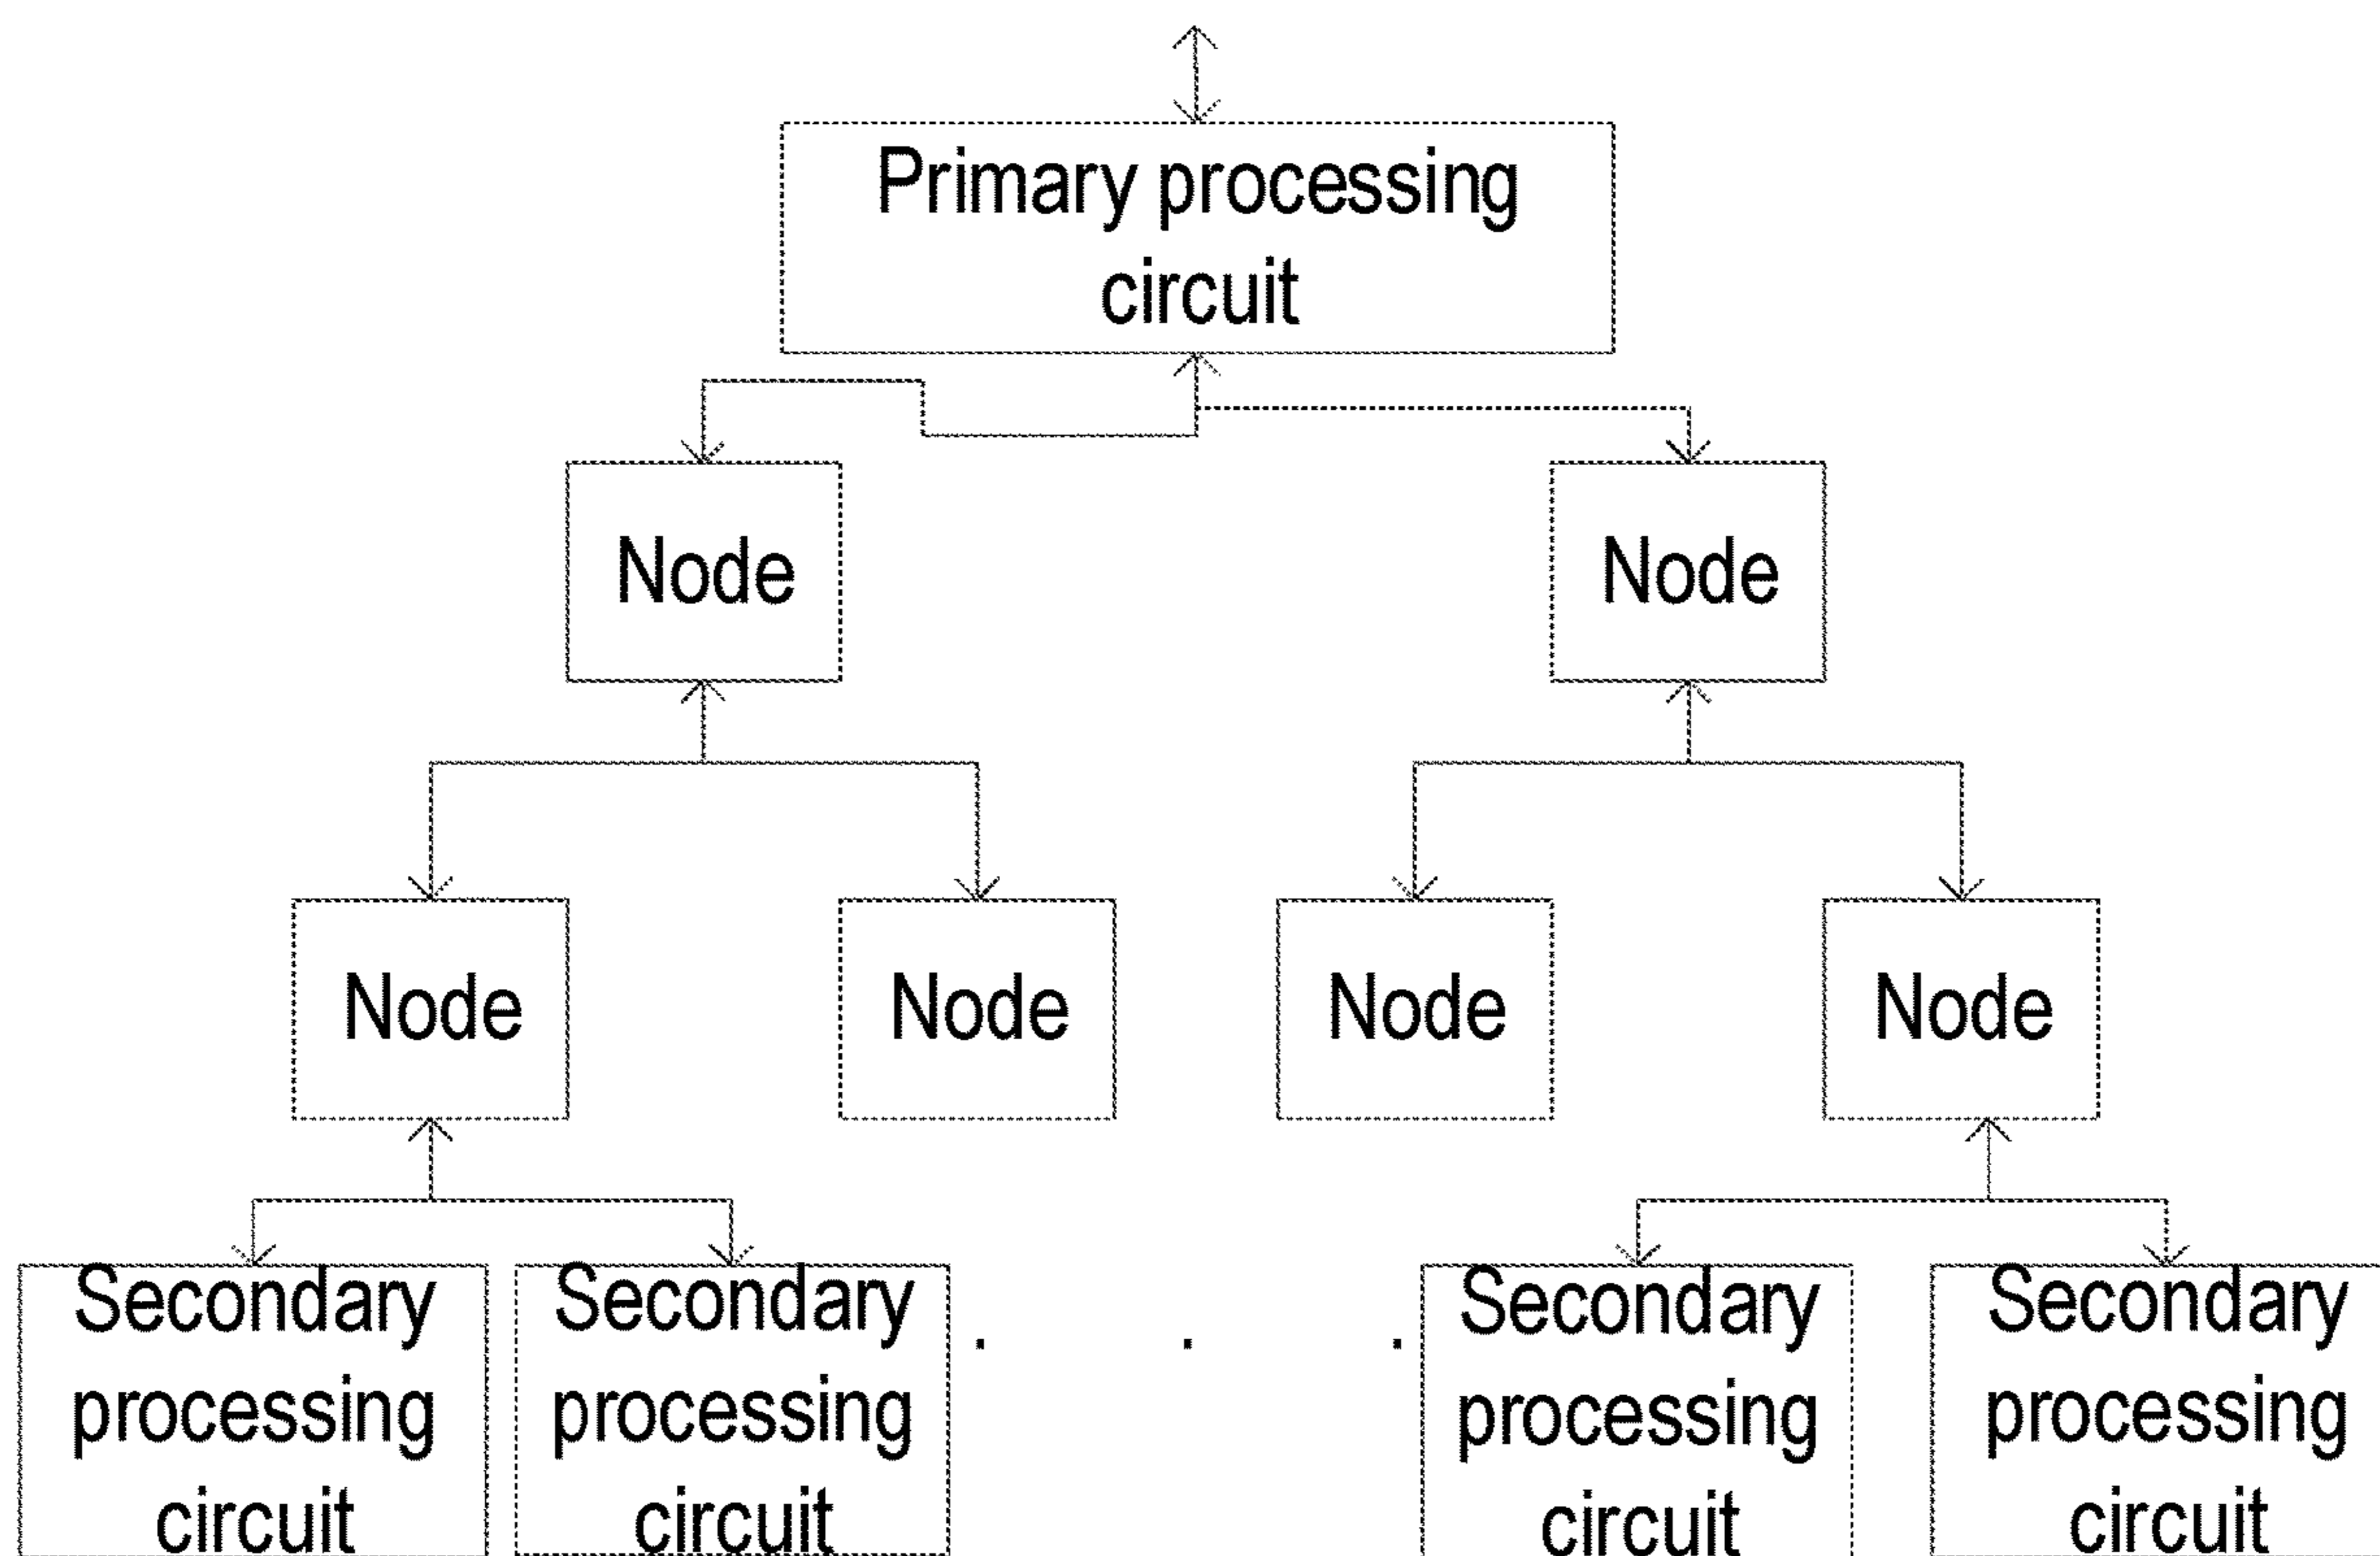 Primary processing
circuit
Node
Node
Node
Node
Node
Node
Secondary
processing
circuit
Secondary
processing
circuit
. . .
Secondary
processing
circuit
Secondary
processing
circuit